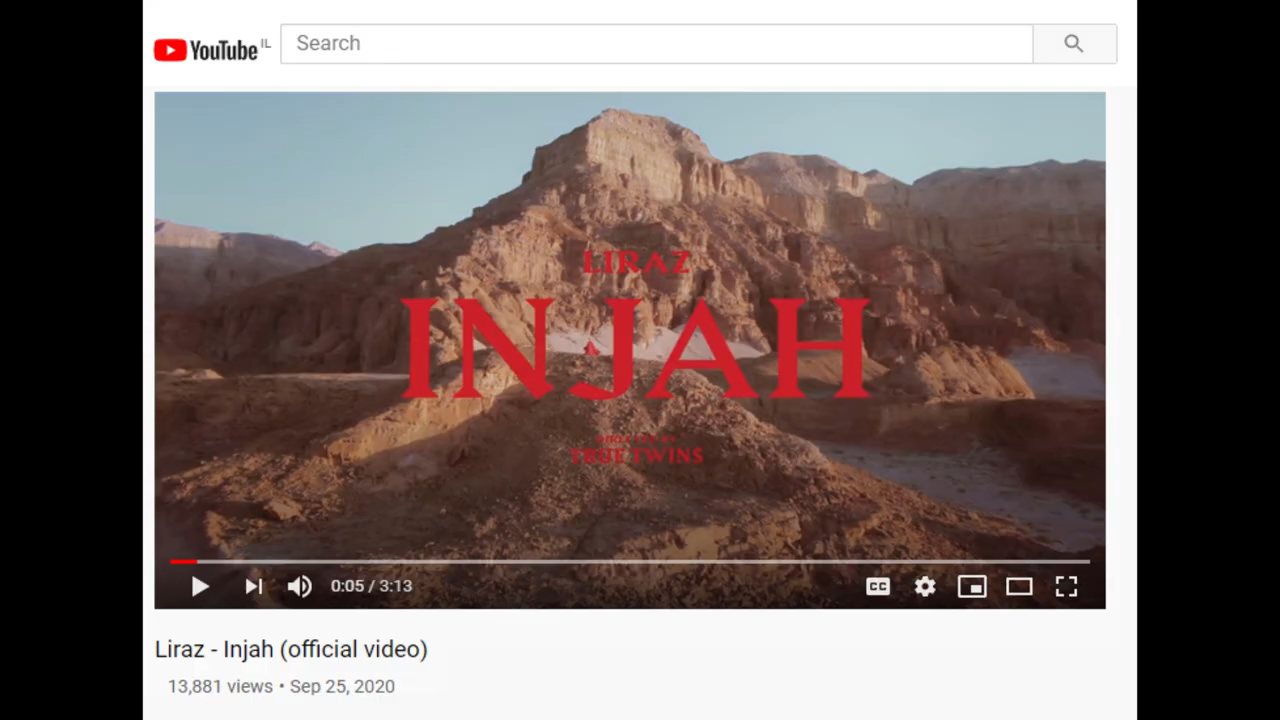 YouTube IL
Search
LIRAZ
INJAH
TRUE TWINS
0:05 / 3:13
CC
Liraz - Injah (official video)
13,881 views • Sep 25, 2020